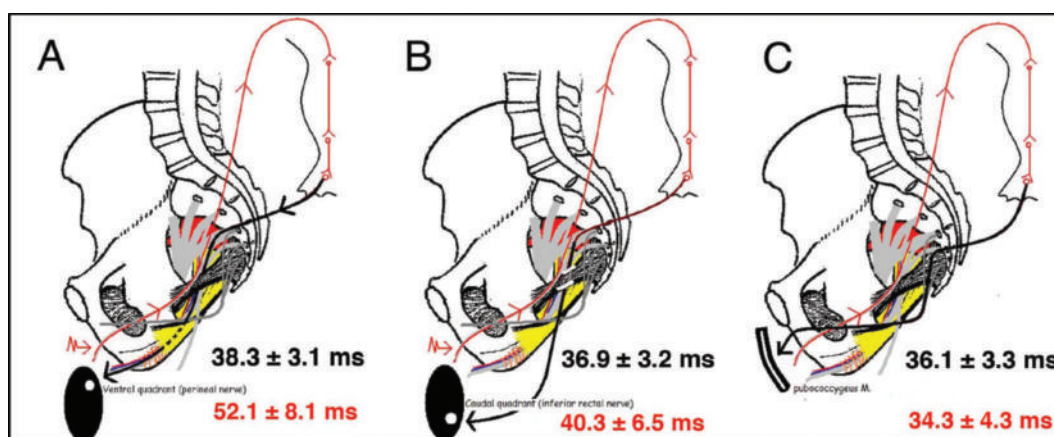 A
N
38.3 ± 3.1 ms
Ventral quadrant (perineal nerve)
52.1 ± 8.1 ms
B
N
36.9 ± 3.2 ms
Caudal quadrant (inferior rectal nerve)
40.3 ± 6.5 ms
C
36.1 ± 3.3 ms
pubococcygeus M.
34.3 ± 4.3 ms